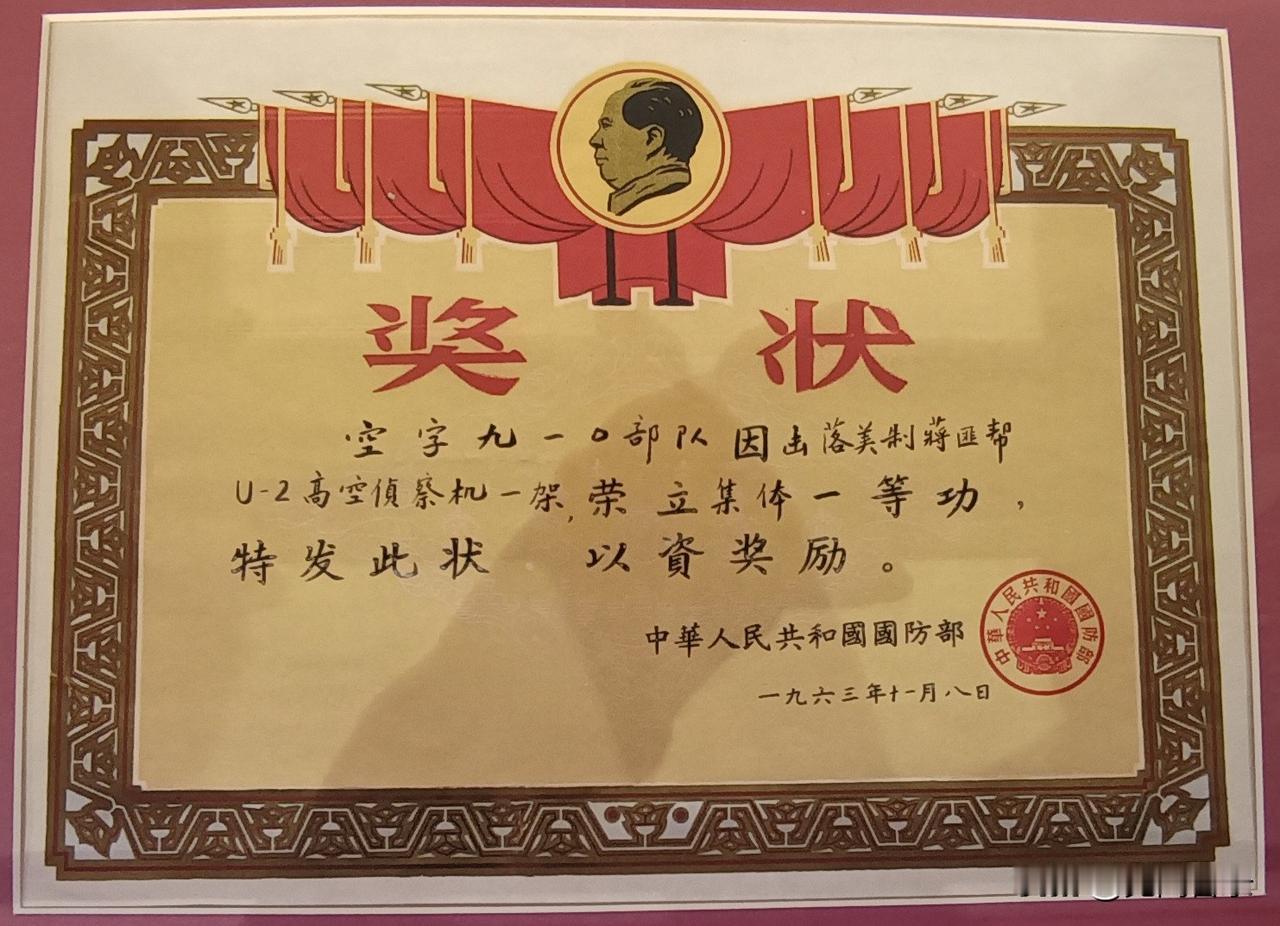 奖 状
空字九一0部队因击落美制蔣匪帮
U-2高空偵察机一架,荣立集体一等功,
特发此状 以資奖励。
中華人民共和國國防部
一九六三年十一月八日
中華人民共和國國防部